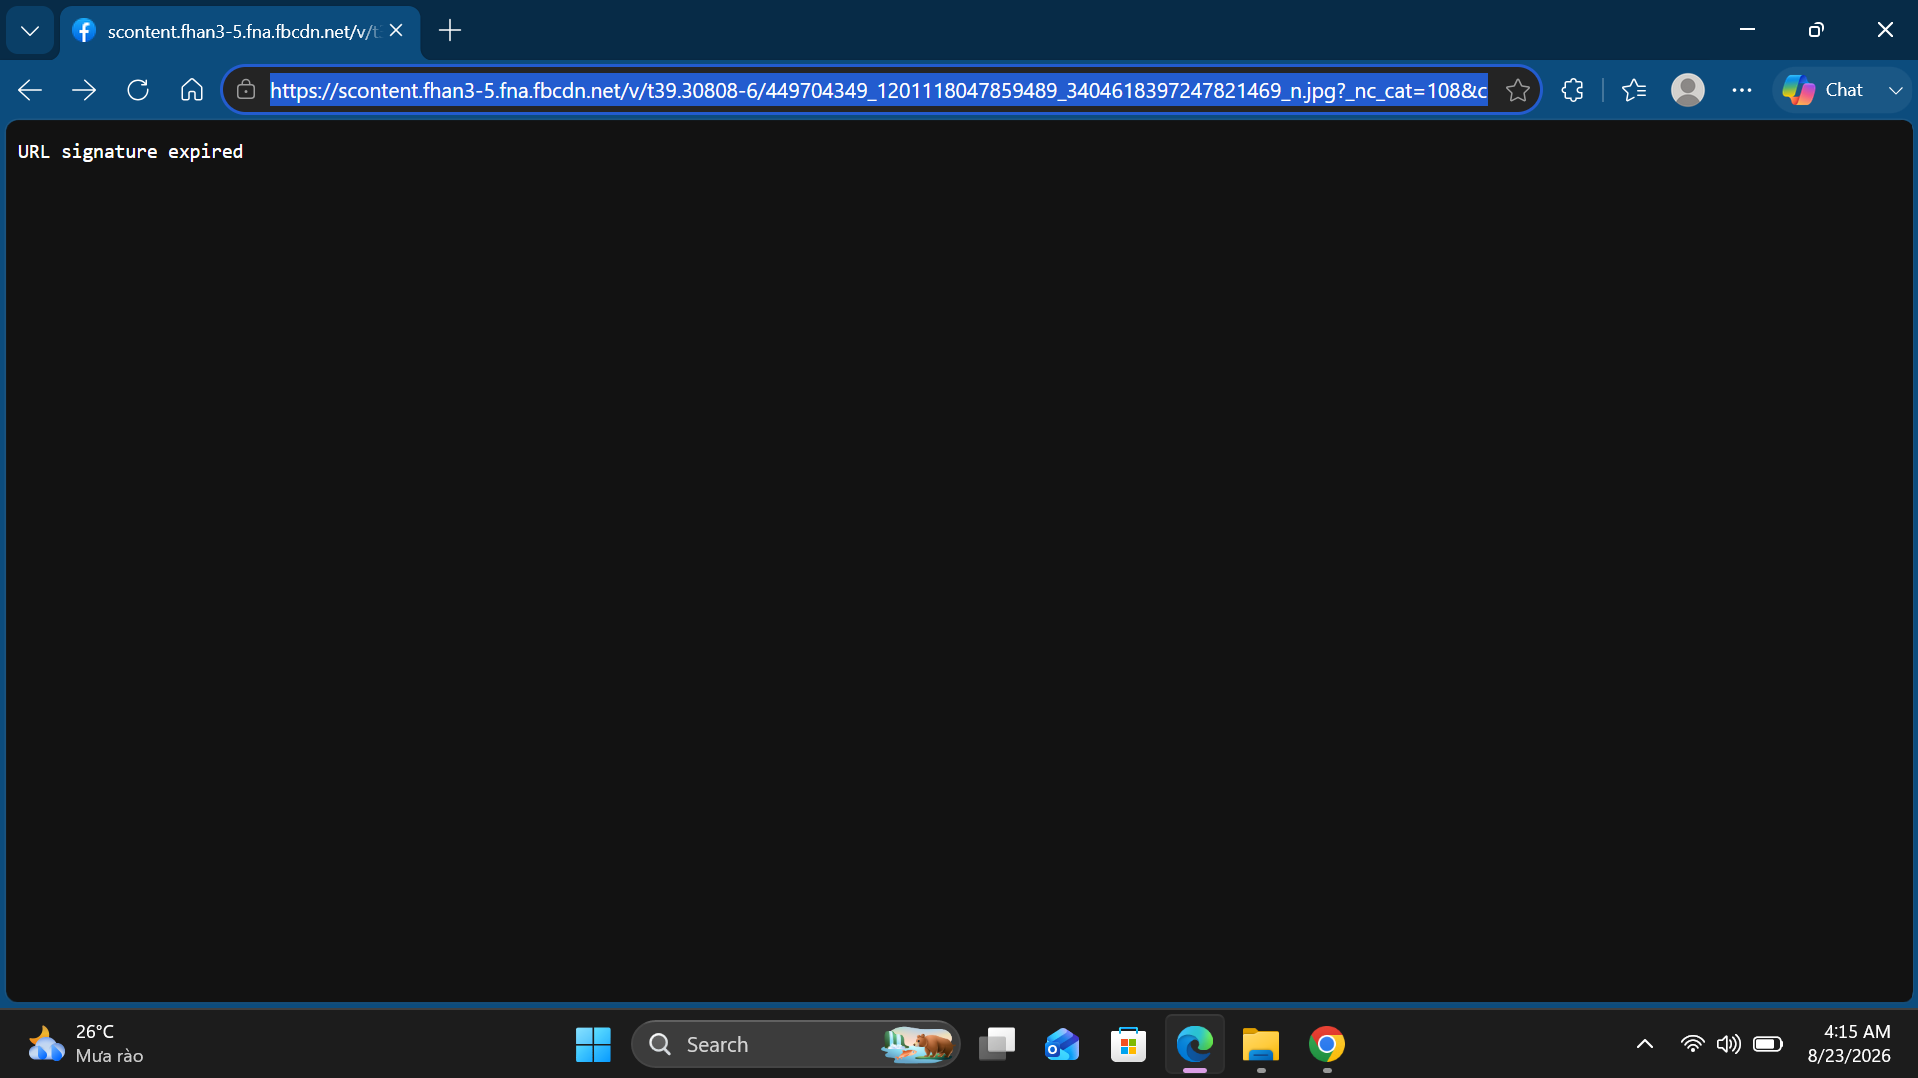 scontent.fhan3-5.fna.fbcdn.net/v/t
https://scontent.fhan3-5.fna.fbcdn.net/v/t39.30808-6/449704349_1201118047859489_3404618397247821469_n.jpg?_nc_cat=108&c
Chat
URL signature expired
26°C
Mưa rào
Search
4:15 AM
8/23/2026